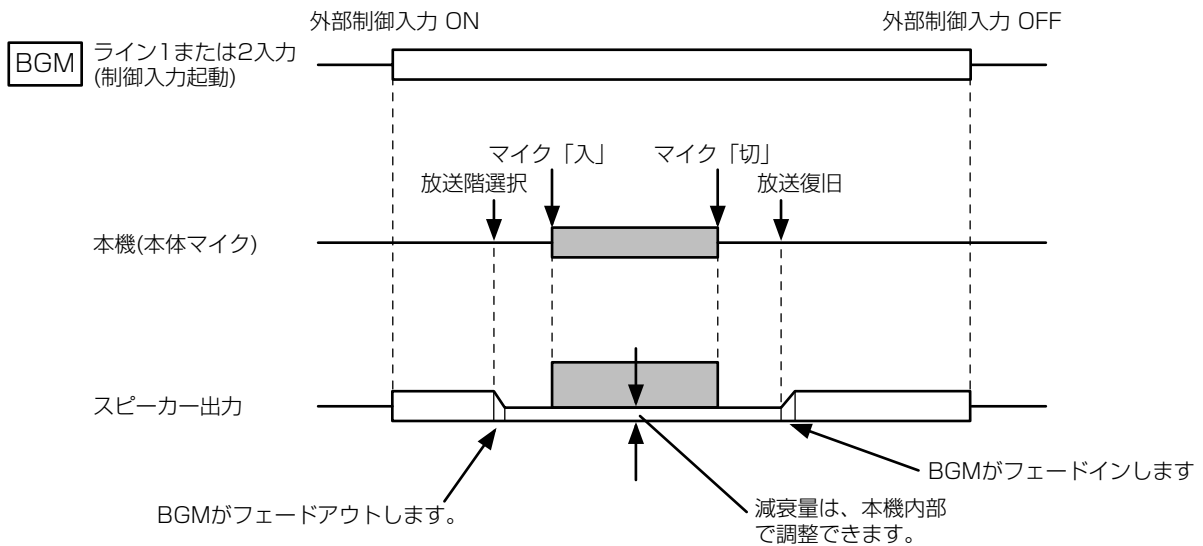 外部制御入力 ON
外部制御入力 OFF
BGM
ライン1または2入力
(制御入力起動)
マイク「入」
マイク「切」
放送階選択
放送復旧
本機(本体マイク)
スピーカー出力
BGMがフェードインします
BGMがフェードアウトします。
減衰量は、本機内部
で調整できます。